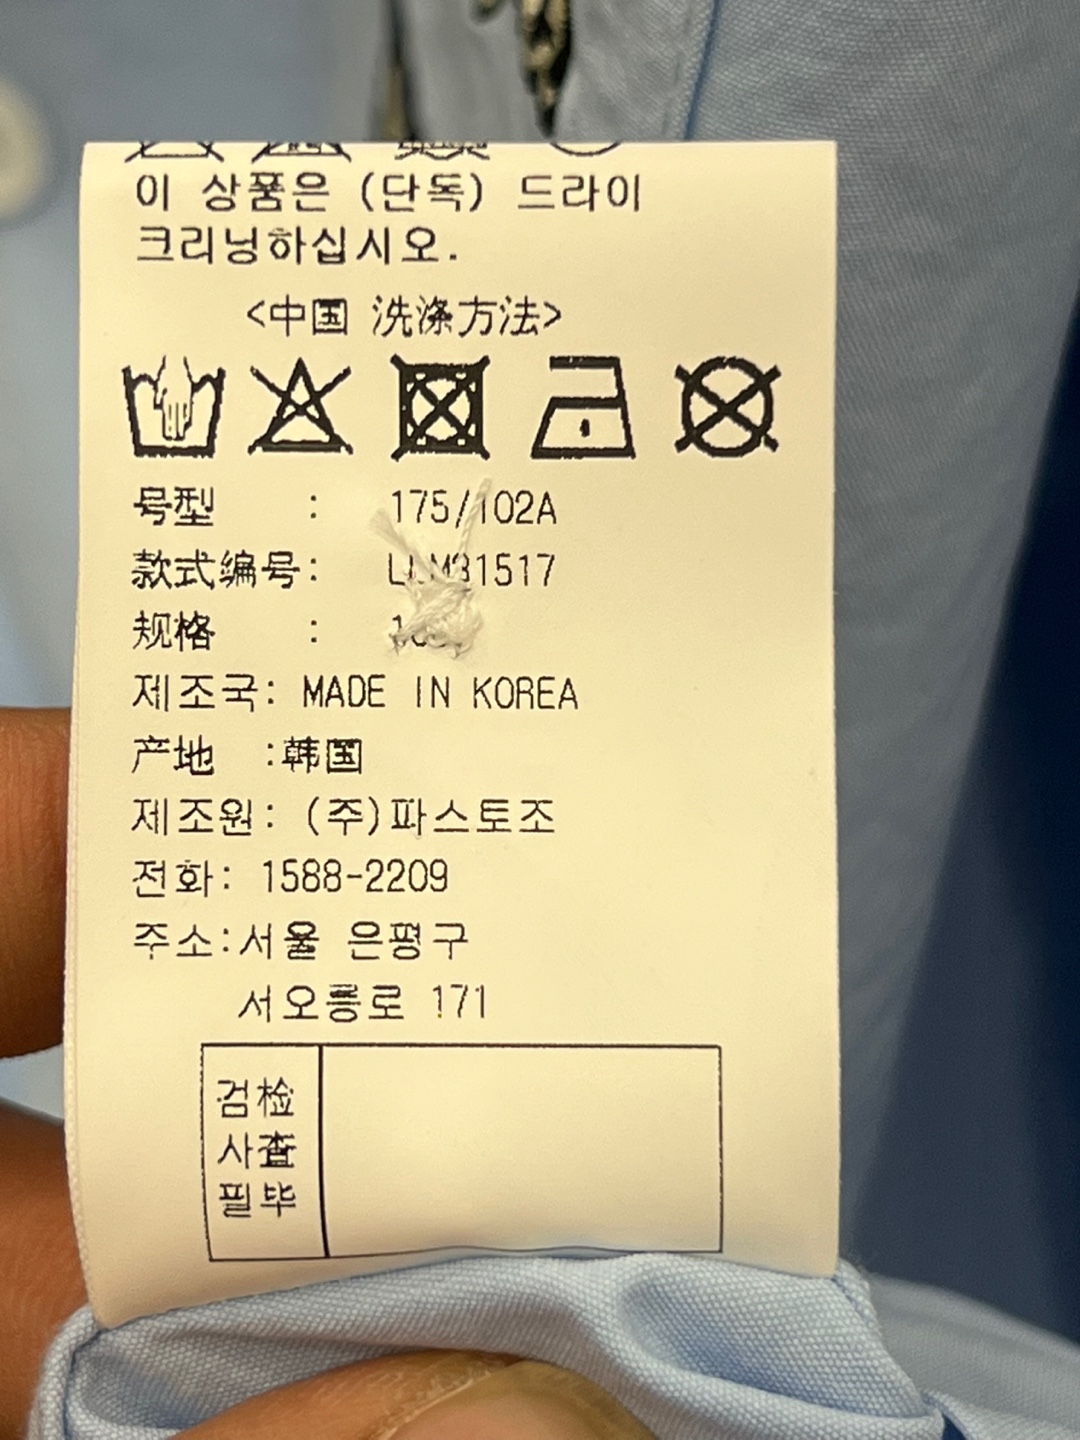 이 상품은 (단독) 드라이
크리닝하십시오.
<中国 洗涤方法>
号型 : 175/102A
款式编号:
规格 :
제조국: MADE IN KOREA
产地 :韩国
제조원: (주)파스토조
전화: 1588-2209
주소:서울 은평구
서오릉로 171
검检
사查
필毕